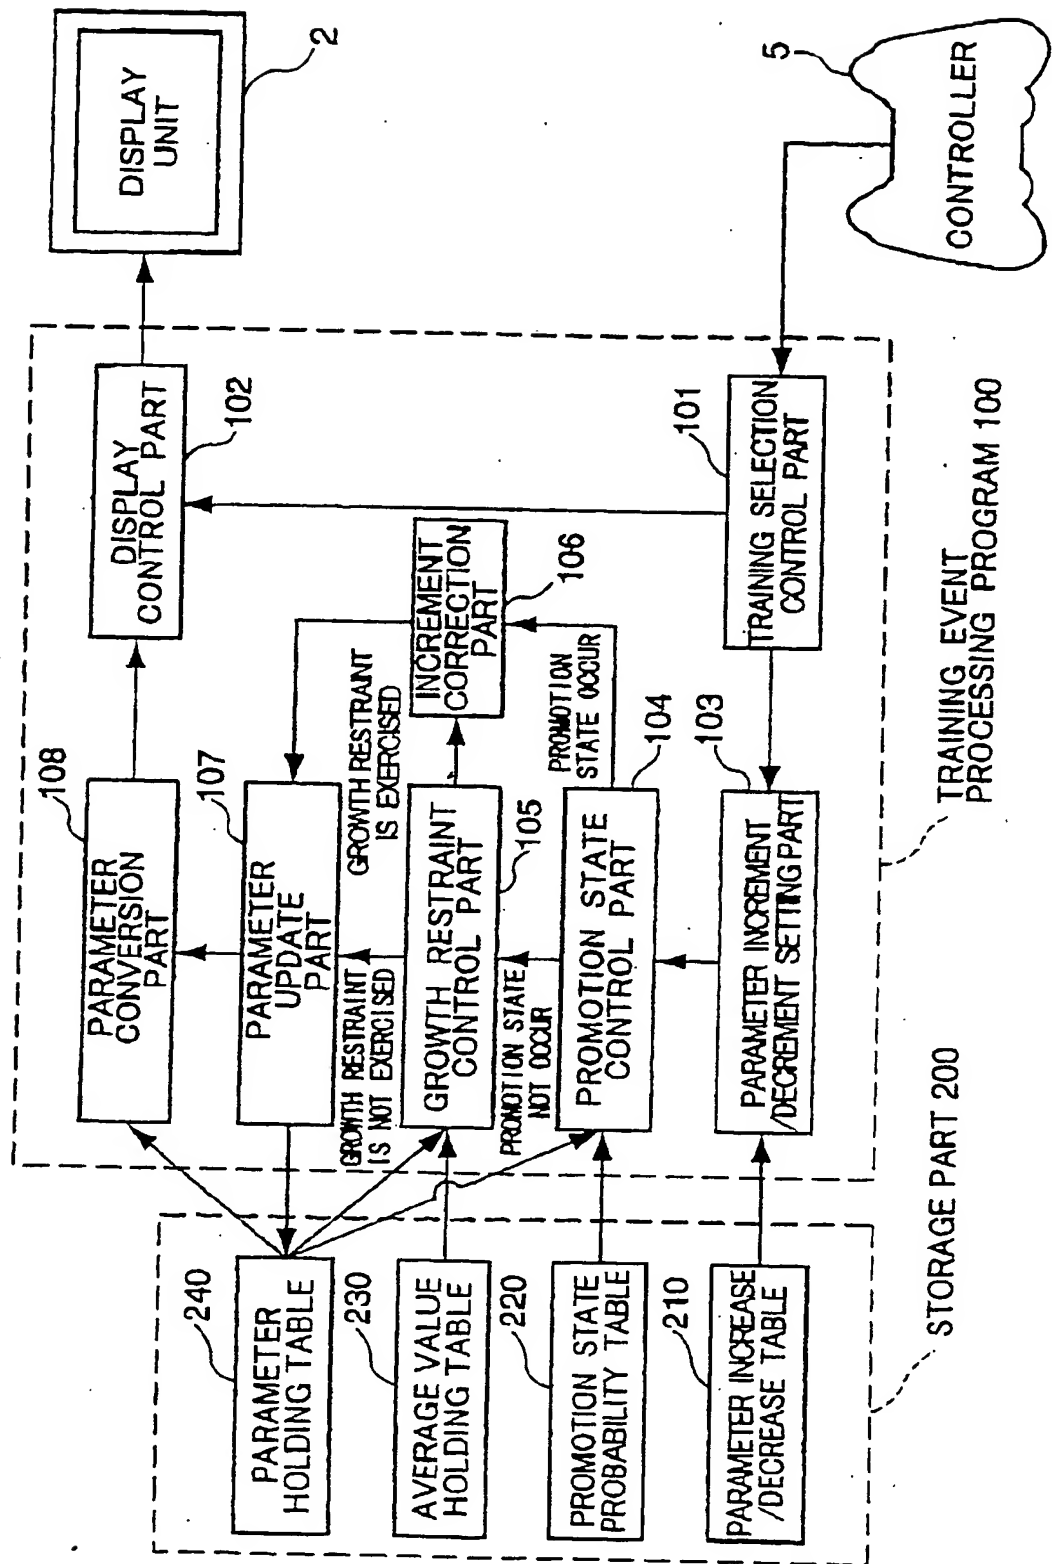 DISPLAY
UNIT
2
5
CONTROLLER
DISPLAY
CONTROL PART
102
101
TRAINING SELECTION
CONTROL PART
INCREMENT
CORRECTION
PART
106
PARAMETER
CONVERSION
PART
108
PARAMETER
UPDATE
PART
107
GROWTH RESTRAINT
IS EXERCISED
GROWTH RESTRAINT
IS NOT EXERCISED
GROWTH RESTRAINT
CONTROL PART
105
PROMOTION
STATE OCCUR
PROMOTION STATE
NOT OCCUR
PROMOTION STATE
CONTROL PART
104
103
PARAMETER INCREMENT
/DECREMENT SETTING PART
TRAINING EVENT
PROCESSING PROGRAM 100
240
PARAMETER
HOLDING TABLE
230
AVERAGE VALUE
HOLDING TABLE
220
PROMOTION STATE
PROBABILITY TABLE
210
PARAMETER INCREASE
/DECREASE TABLE
STORAGE PART 200